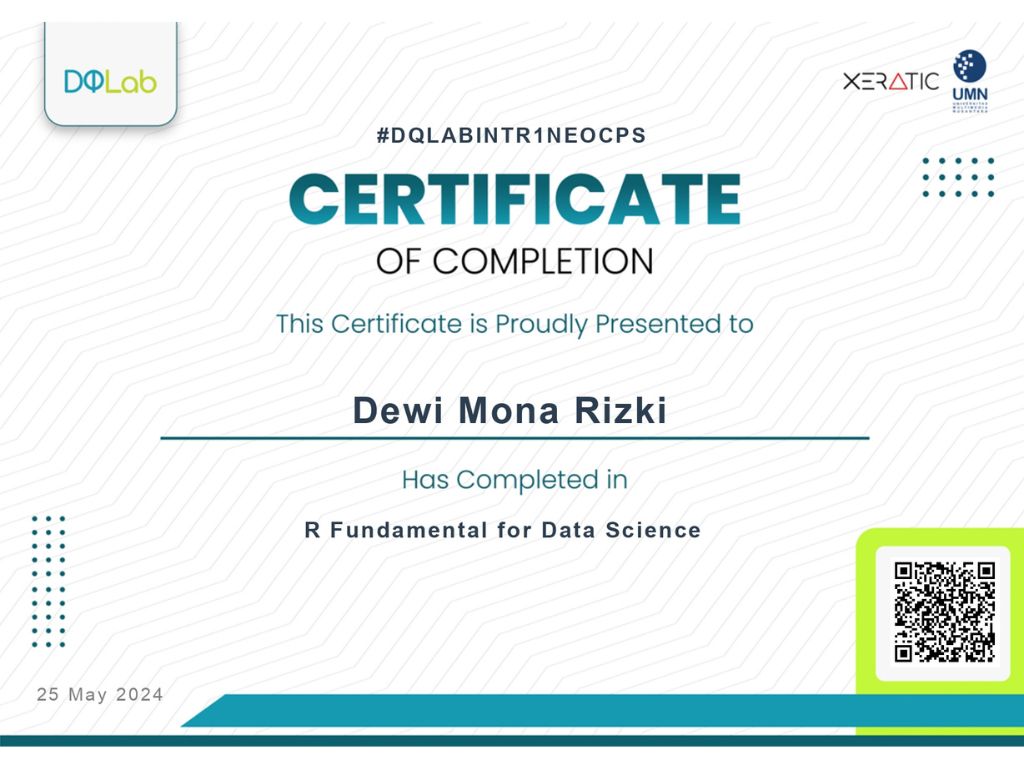 DQLab
XERATIC
UMN
UNIVERSITAS
MULTIMEDIA
NUSANTARA
#DQLABINTR1NEOCPS
CERTIFICATE
OF COMPLETION
This Certificate is Proudly Presented to
Dewi Mona Rizki
Has Completed in
R Fundamental for Data Science
25 May 2024